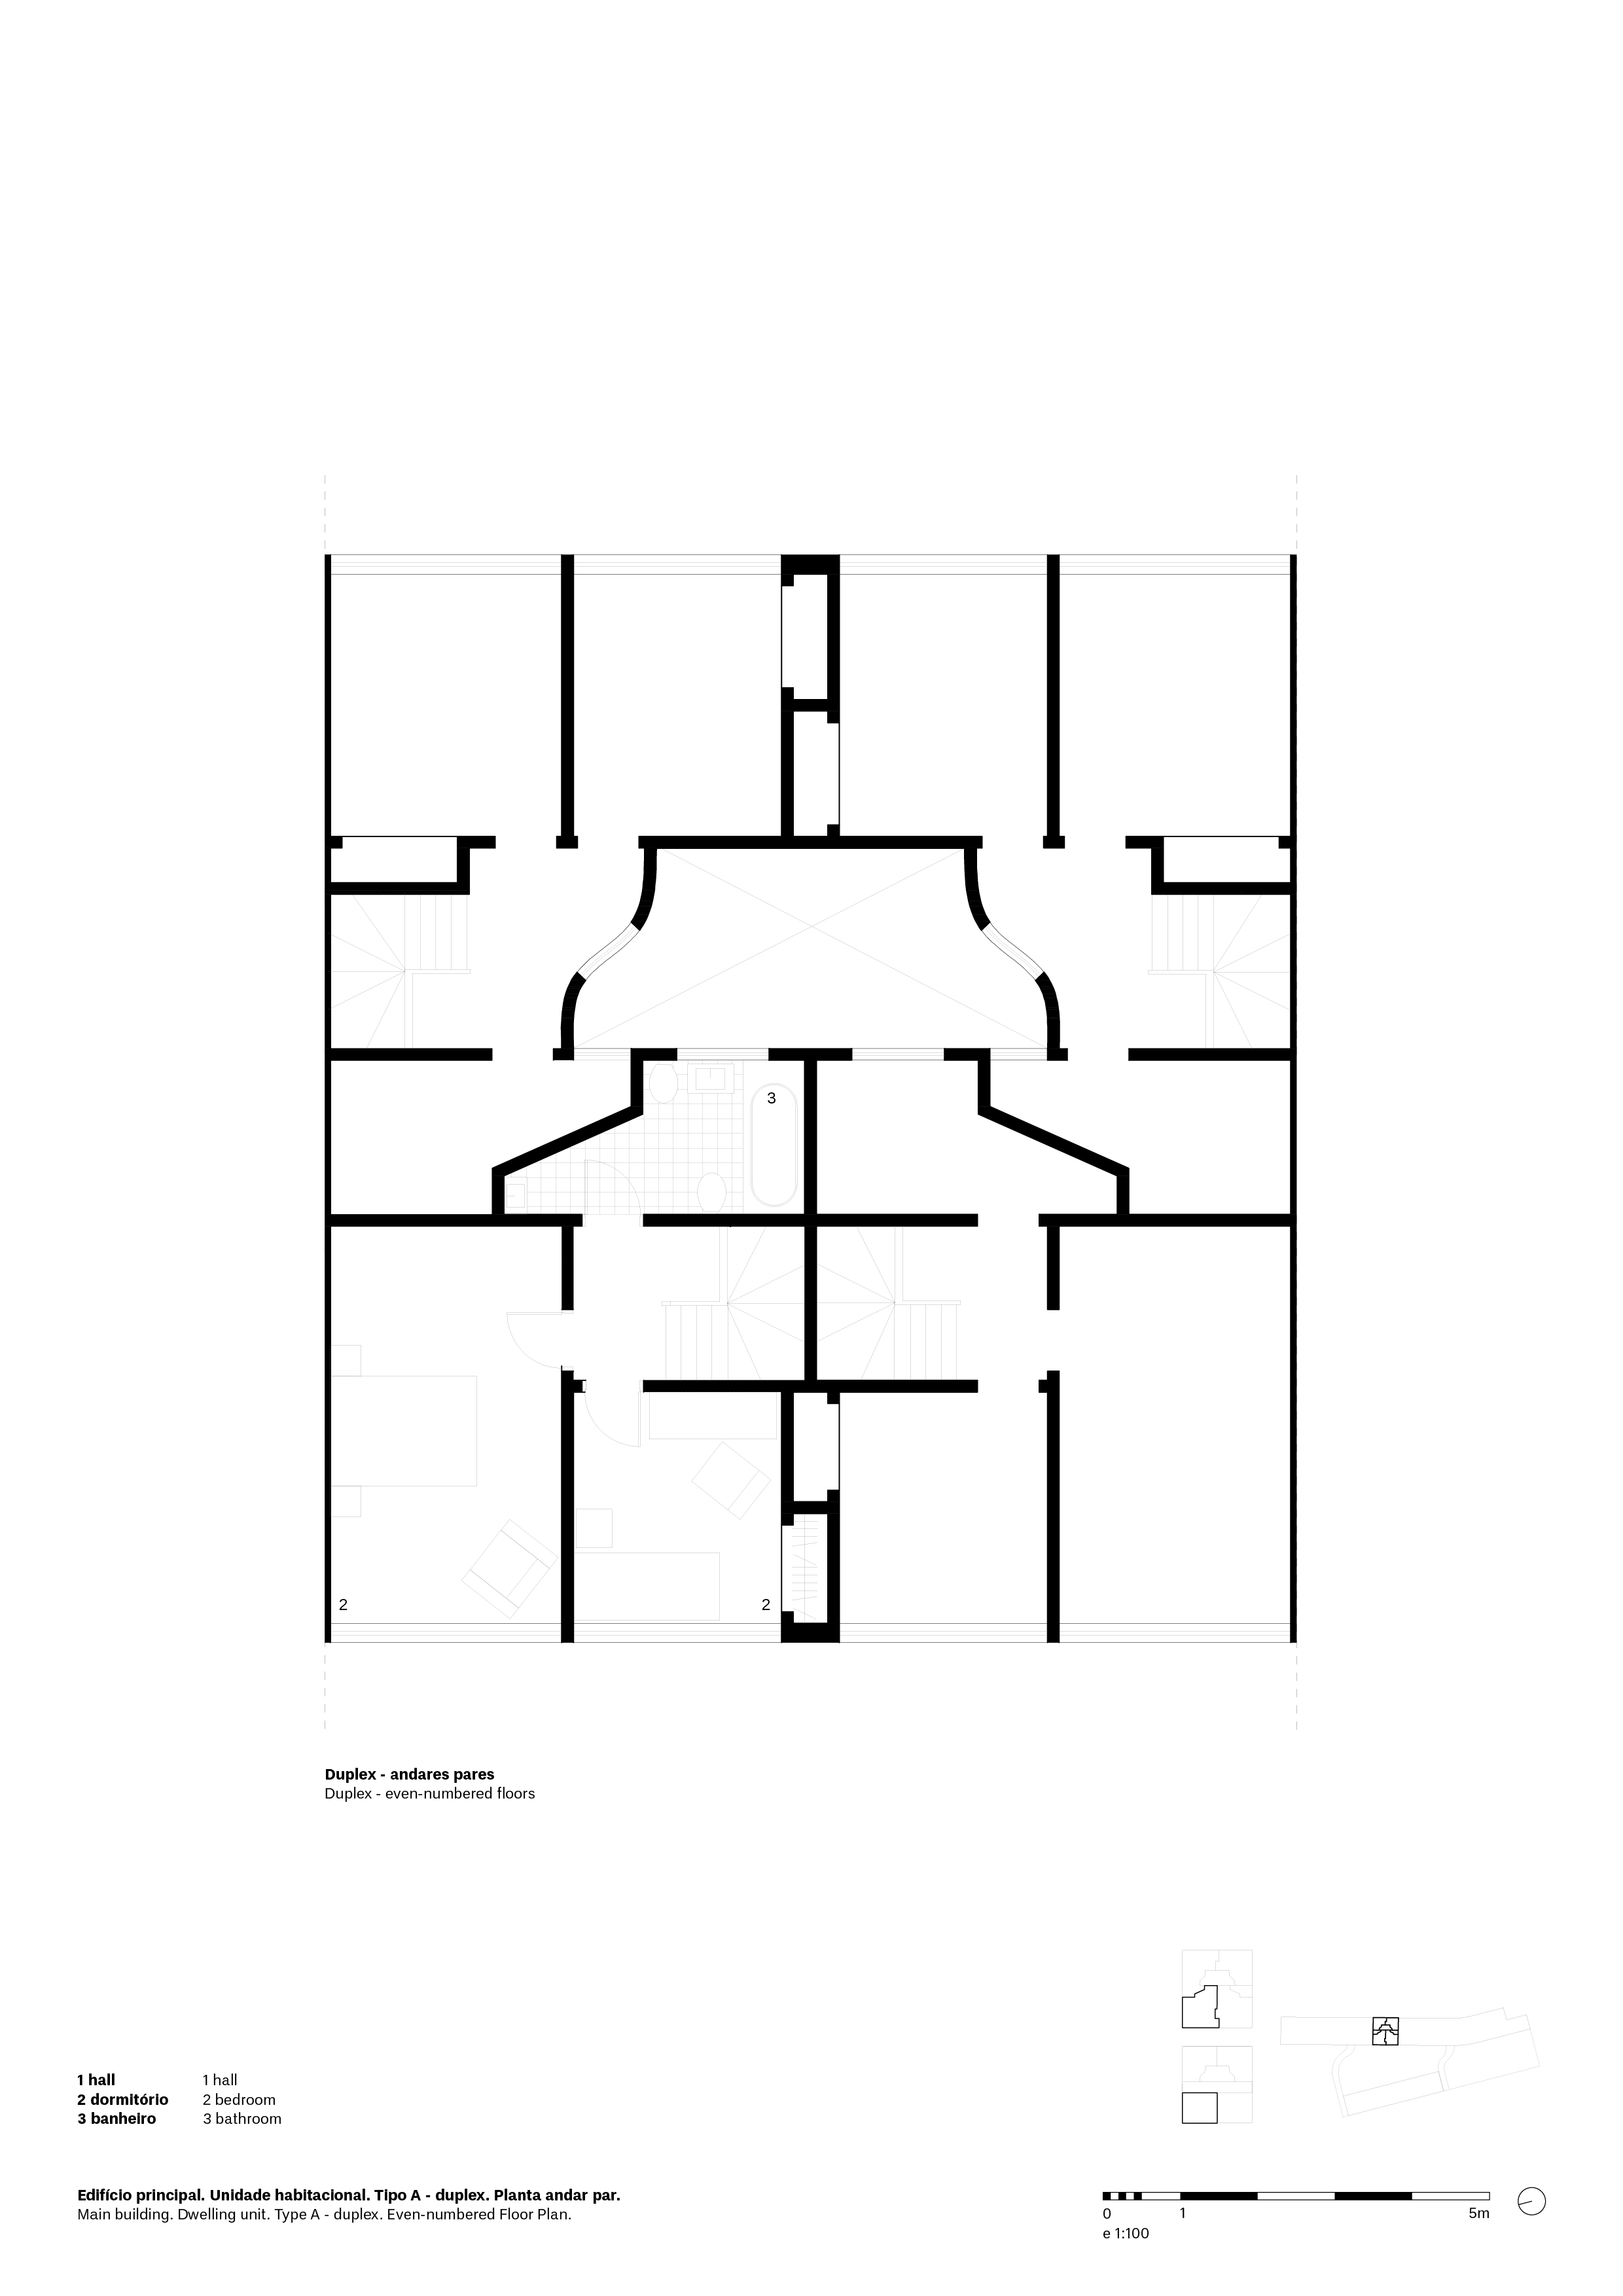 3
2
2
Duplex - andares pares
Duplex - even-numbered floors
1 hall
2 dormitório
3 banheiro
1 hall
2 bedroom
3 bathroom
Edifício principal. Unidade habitacional. Tipo A - duplex. Planta andar par.
Main building. Dwelling unit. Type A - duplex. Even-numbered Floor Plan.
0 1 5m
e 1:100